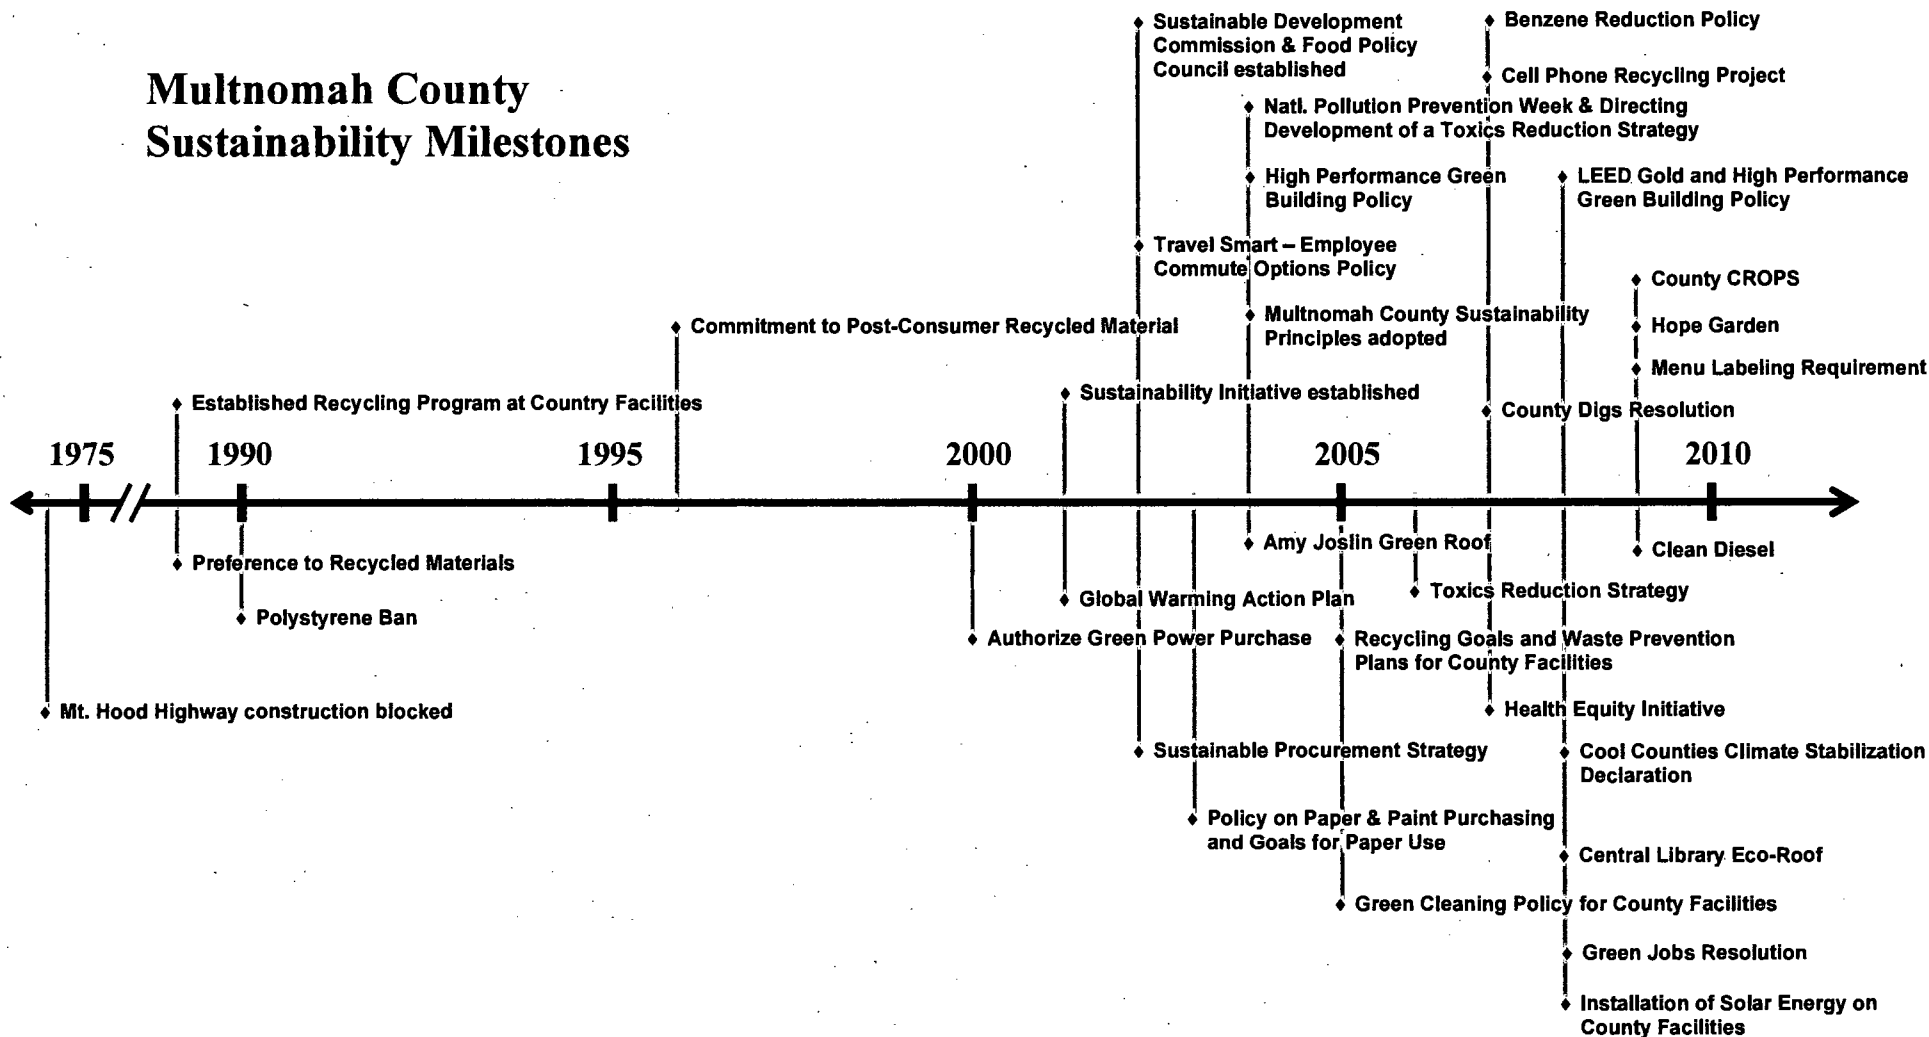 Multnomah County
Sustainability Milestones
Sustainable Development
Commission & Food Policy
Council established
Benzene Reduction Policy
Cell Phone Recycling Project
Natl. Pollution Prevention Week & Directing
Development of a Toxics Reduction Strategy
High Performance Green
Building Policy
LEED Gold and High Performance
Green Building Policy
Travel Smart – Employee
Commute Options Policy
County CROPS
Multnomah County Sustainability
Principles adopted
Hope Garden
Commitment to Post-Consumer Recycled Material
Menu Labeling Requirement
Sustainability Initiative established
Established Recycling Program at Country Facilities
County Digs Resolution
1975
1990
1995
2000
2005
2010
Amy Joslin Green Roof
Clean Diesel
Preference to Recycled Materials
Toxics Reduction Strategy
Global Warming Action Plan
Polystyrene Ban
Authorize Green Power Purchase
Recycling Goals and Waste Prevention
Plans for County Facilities
Mt. Hood Highway construction blocked
Health Equity Initiative
Sustainable Procurement Strategy
Cool Counties Climate Stabilization
Declaration
Policy on Paper & Paint Purchasing
and Goals for Paper Use
Central Library Eco-Roof
Green Cleaning Policy for County Facilities
Green Jobs Resolution
Installation of Solar Energy on
County Facilities